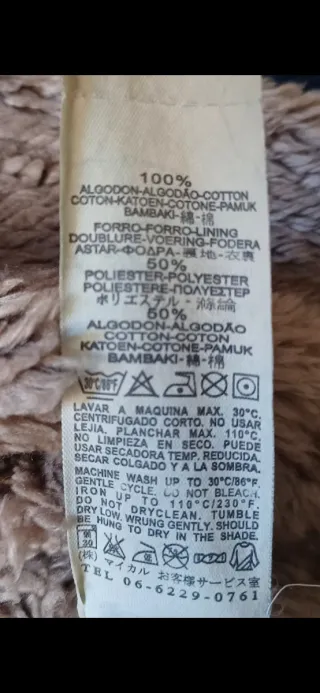 100%
ALGODON-ALGODÃO-COTTON
COTON-KATOEN-COTONE-PAMUK
BAMBAKI-綿-棉
FORRO-FORRO-LINING
DOUBLURE-VOERING-FODERA
ASTAR-ΦΟΔΡΑ-裏地-衣裏
50%
POLIESTER-POLYESTER
POLIESTERE-ΠΟΛΥΕΣΤΕΡ
ポリエステル-滌綸
50%
ALGODON-ALGODÃO
COTTON-COTON
KATOEN-COTONE-PAMUK
BAMBAKI-綿-棉
30°C/86°F
LAVAR A MAQUINA MAX. 30°C.
CENTRIFUGADO CORTO. NO USAR
LEJIA. PLANCHAR MAX. 110°C.
NO LIMPIEZA EN SECO. PUEDE
USAR SECADORA TEMP. REDUCIDA.
SECAR COLGADO Y A LA SOMBRA.
MACHINE WASH UP TO 30°C/86°F.
GENTLE CYCLE. DO NOT BLEACH.
IRON UP TO 110°C/230°F
DO NOT DRYCLEAN. TUMBLE
DRY LOW. WRUNG GENTLY. SHOULD
BE HUNG TO DRY IN THE SHADE.
(株) マイカル お客様サービス室
TEL 06-6229-0761